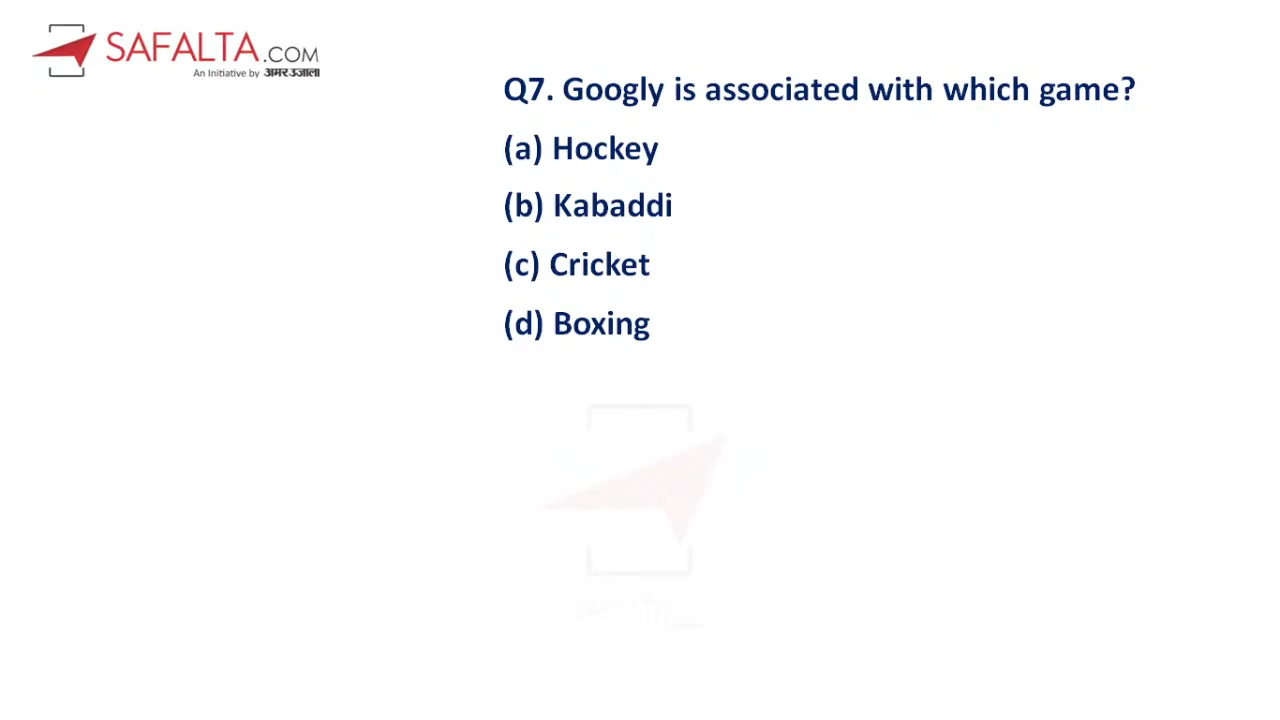 SAFALTA.COM
An Initiative by अमर उजाला
Q7. Googly is associated with which game?
(a) Hockey
(b) Kabaddi
(c) Cricket
(d) Boxing